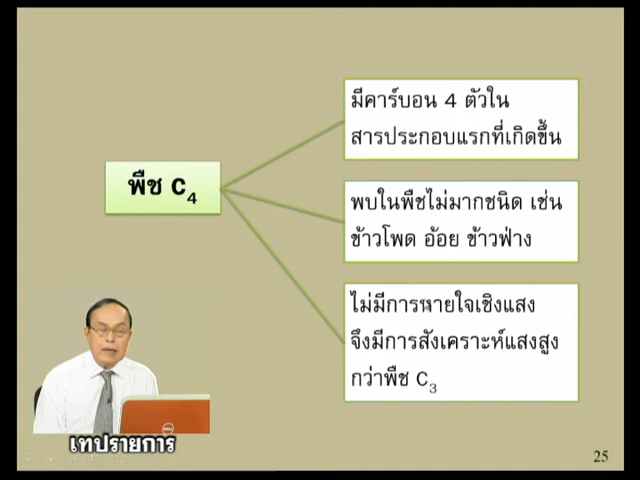 พืช C₄
มีคาร์บอน 4 ตัวใน
สารประกอบแรกที่เกิดขึ้น
พบในพืชไม่มากชนิด เช่น
ข้าวโพด อ้อย ข้าวฟ่าง
ไม่มีการหายใจเชิงแสง
จึงมีการสังเคราะห์แสงสูง
กว่าพืช C₃
DELL
เทปรายการ
25